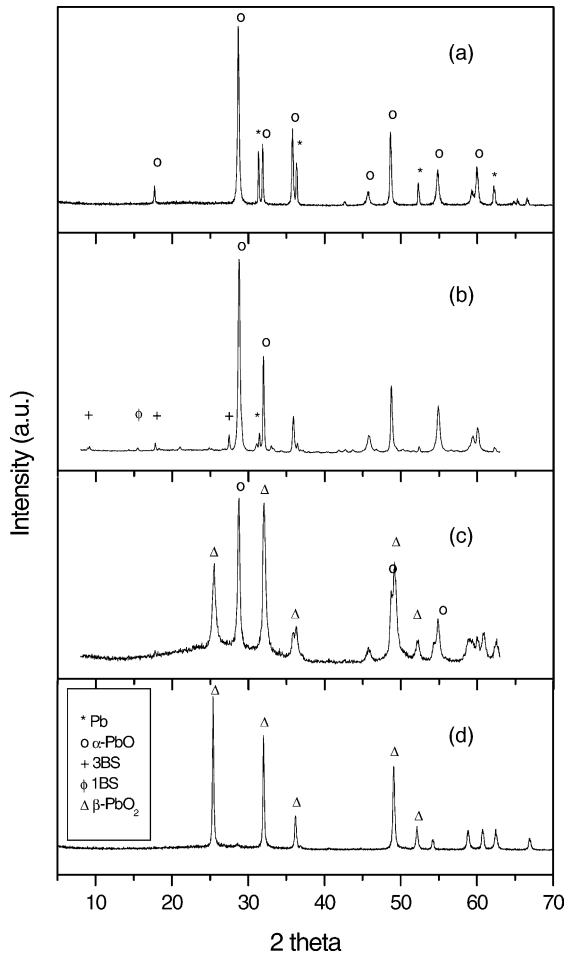 o
(a)
o
* o
o
*
o
o
*
o
o
*
o
(b)
o
+ ϕ + + *
o Δ
(c)
Δ
Δ
o
Δ
Δ
o
Δ
(d)
Δ
Δ
Δ
Δ
* Pb
o α-PbO
+ 3BS
ϕ 1BS
Δ β-PbO₂
Intensity (a.u.)
10 20 30 40 50 60 70
2 theta